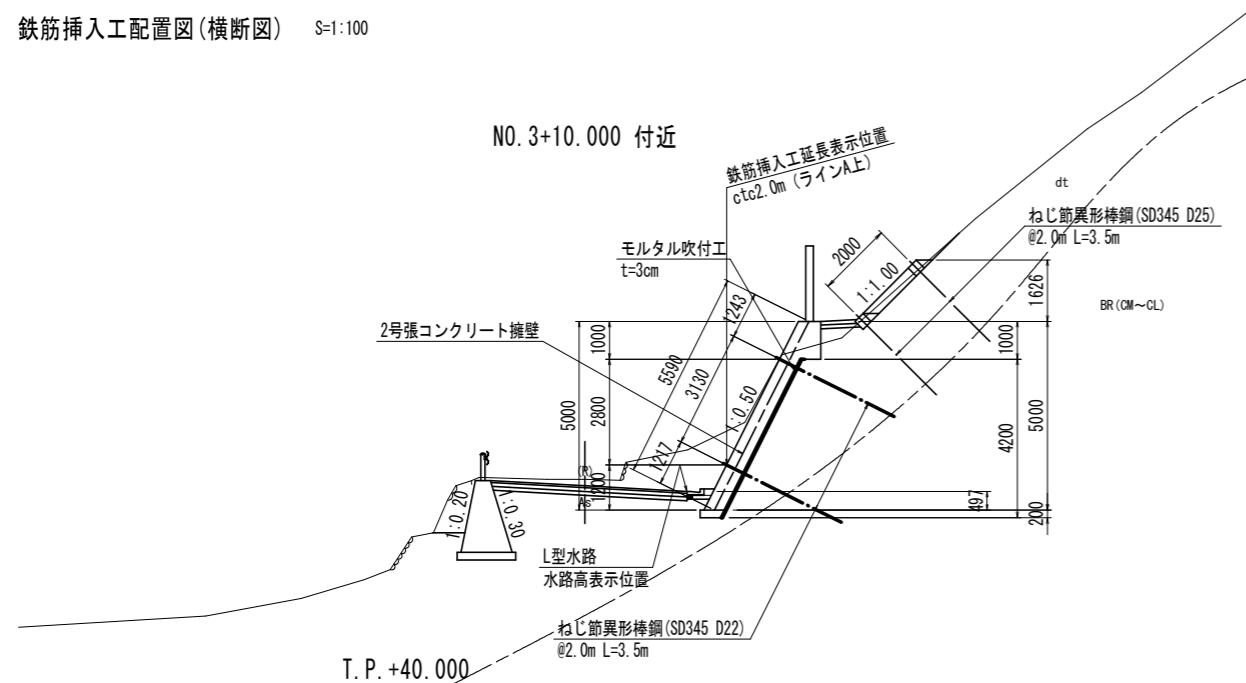 鉄筋挿入工配置図(横断図) S=1:100
NO.3+10.000 付近
鉄筋挿入工延長表示位置
ctc2.0m (ラインA上)
dt
ねじ節異形棒鋼(SD345 D25)
@2.0m L=3.5m
モルタル吹付工
t=3cm
2000
1:1.00
1626
BR(CM~CL)
2号張コンクリート擁壁
1243
5590
3130
1217
1:0.50
1000
2800
1200
5000
1000
4200
5000
497
200
(R)
As
1:0.20
1:0.30
L型水路
水路高表示位置
ねじ節異形棒鋼(SD345 D22)
@2.0m L=3.5m
T.P.+40.000